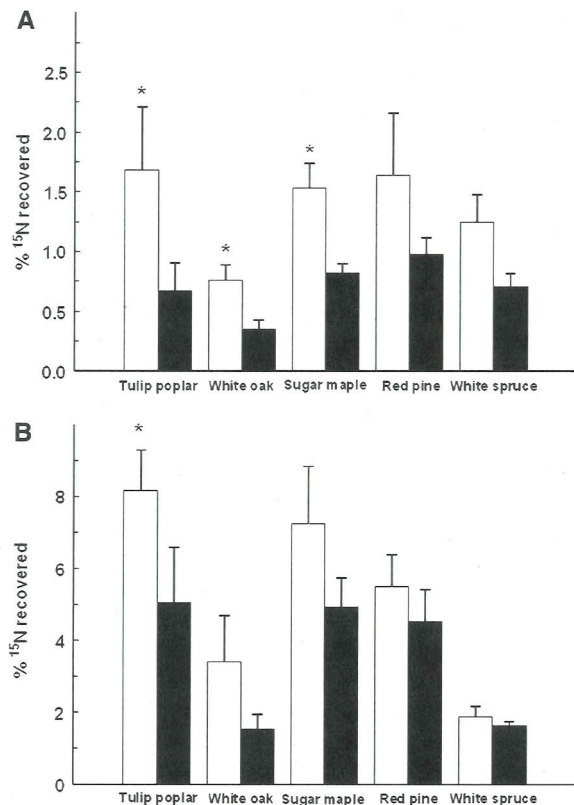 A
*
*
*
2.5
2.0
1.5
1.0
0.5
0.0
% ¹⁵N recovered
Tulip poplar White oak Sugar maple Red pine White spruce
B
*
8
6
4
2
0
% ¹⁵N recovered
Tulip poplar White oak Sugar maple Red pine White spruce